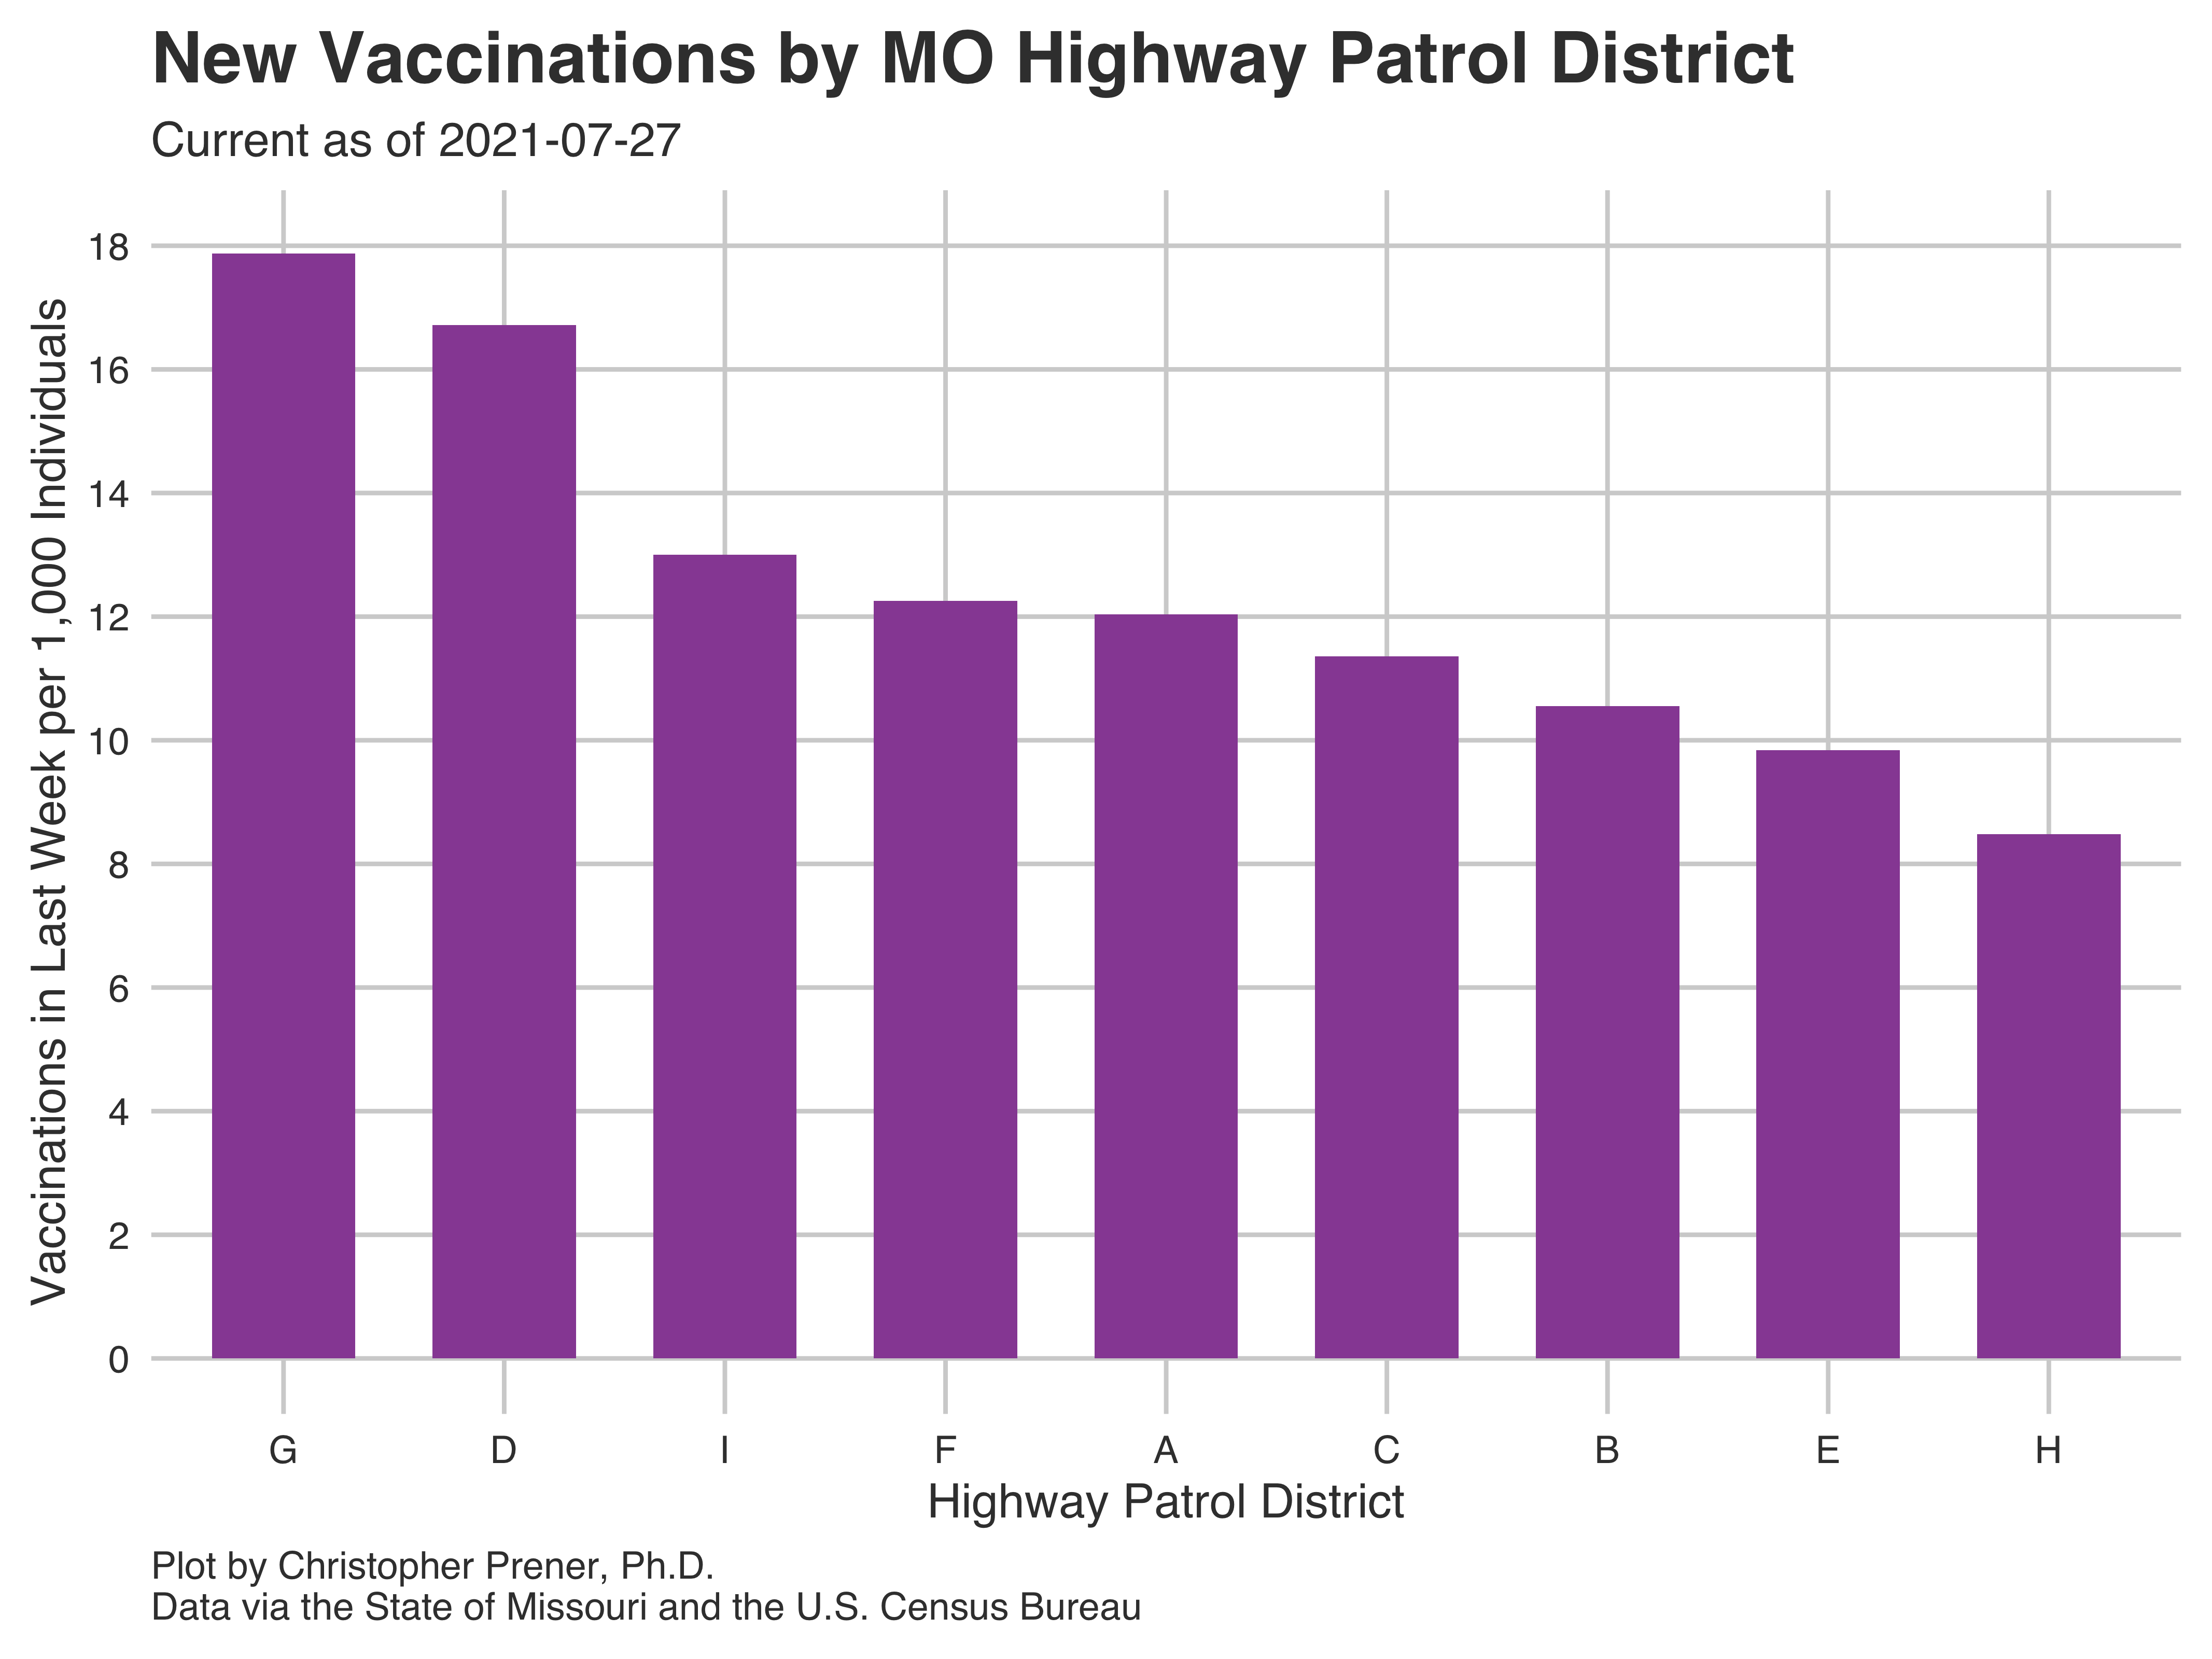 New Vaccinations by MO Highway Patrol District
Current as of 2021-07-27
Vaccinations in Last Week per 1,000 Individuals
18
16
14
12
10
8
6
4
2
0
G D I F A C B E H
Highway Patrol District
Plot by Christopher Prener, Ph.D.
Data via the State of Missouri and the U.S. Census Bureau